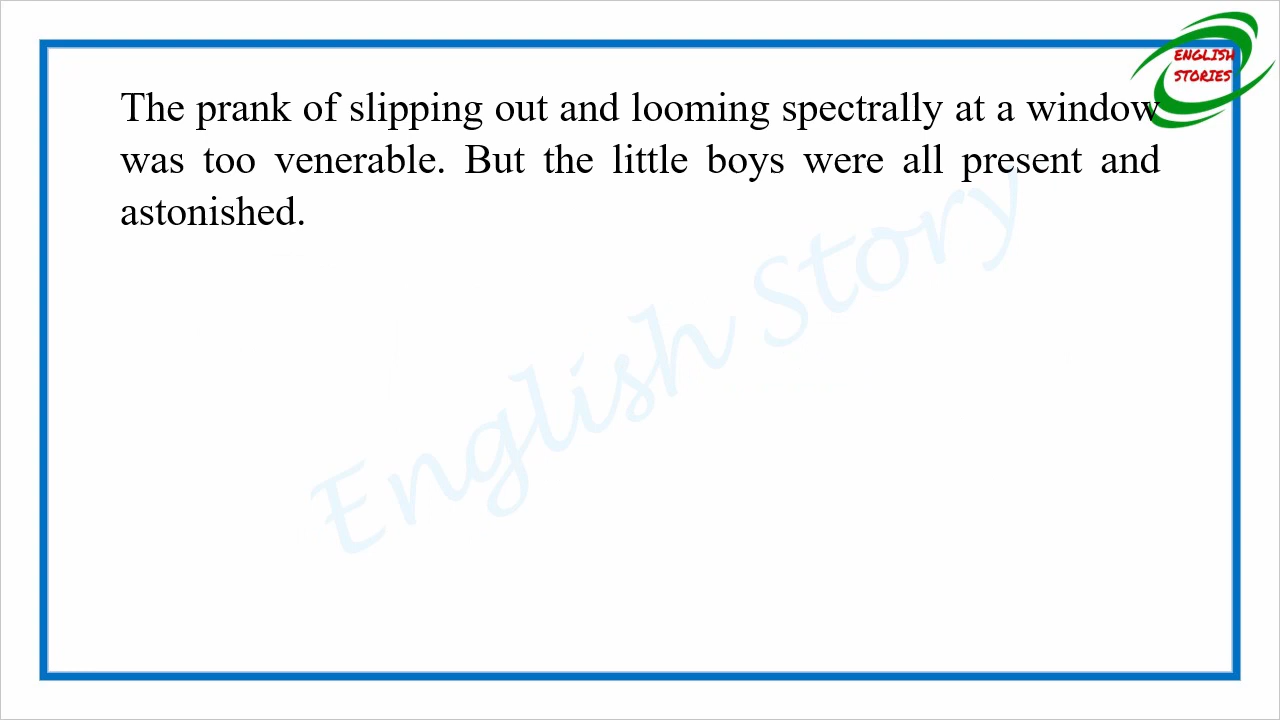 ENGLISH
STORIES
The prank of slipping out and looming spectrally at a window
was too venerable. But the little boys were all present and
astonished.
English Story